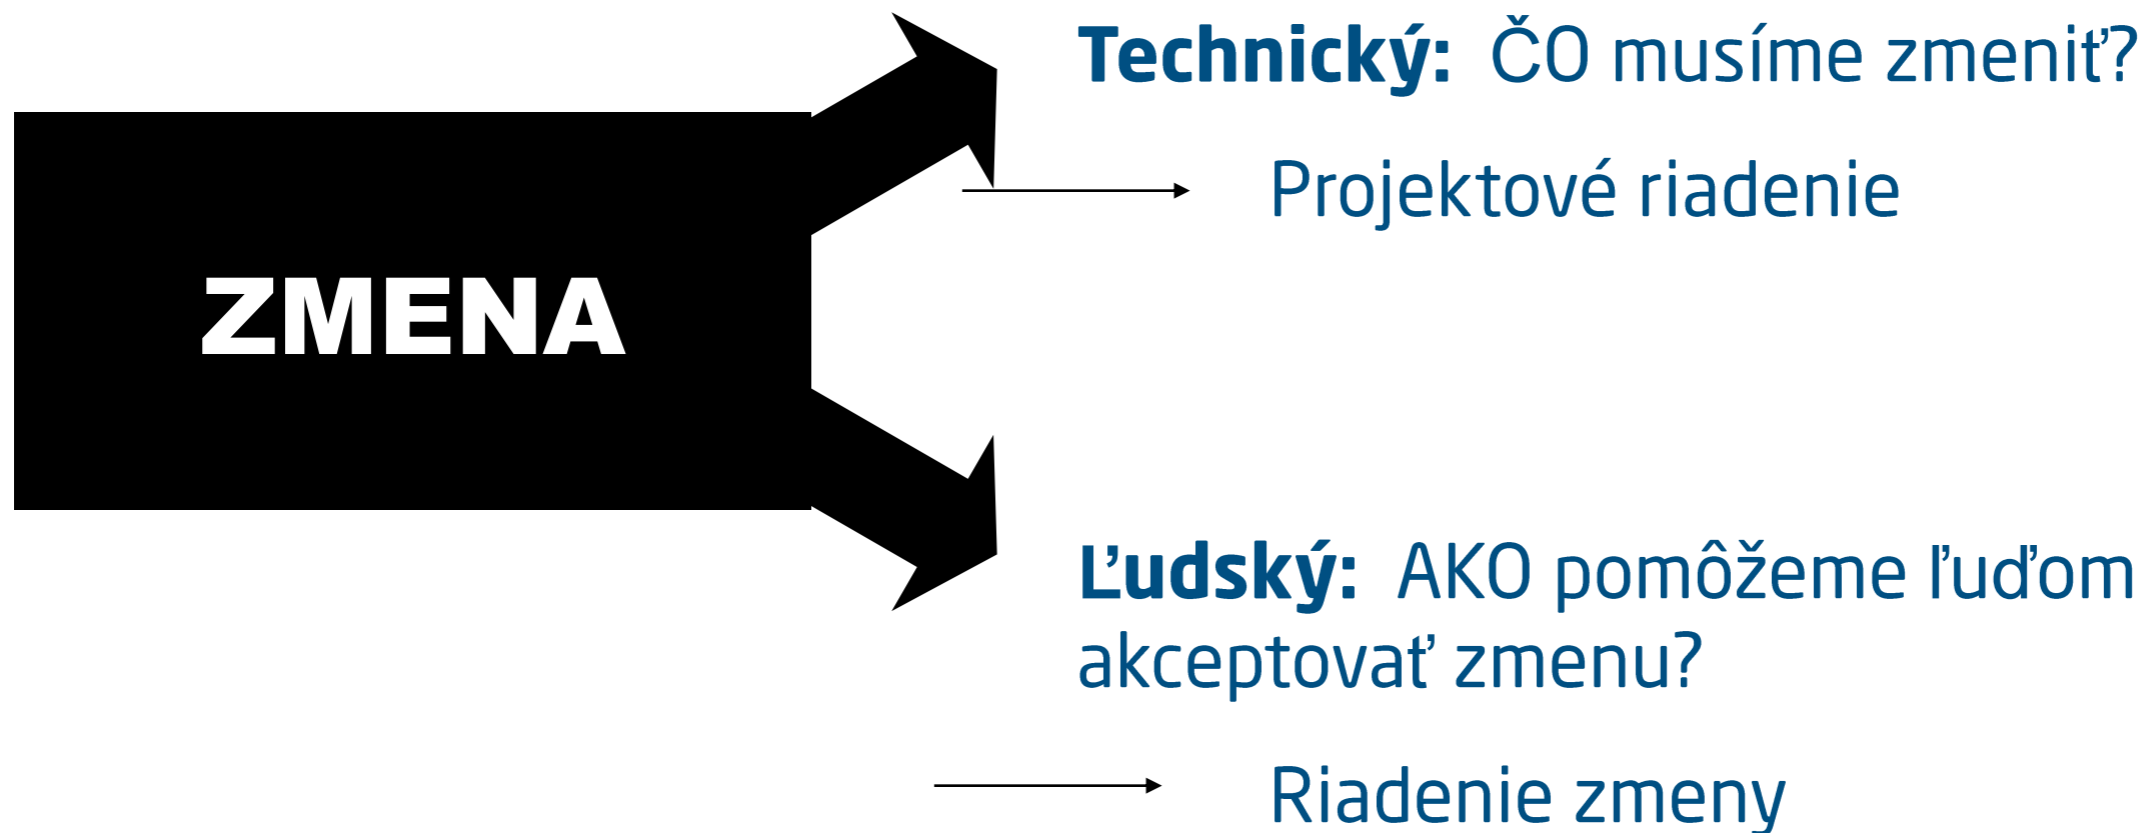 Technický: ČO musíme zmeniť?
Projektové riadenie
ZMENA
Ľudský: AKO pomôžeme ľuďom
akceptovať zmenu?
Riadenie zmeny